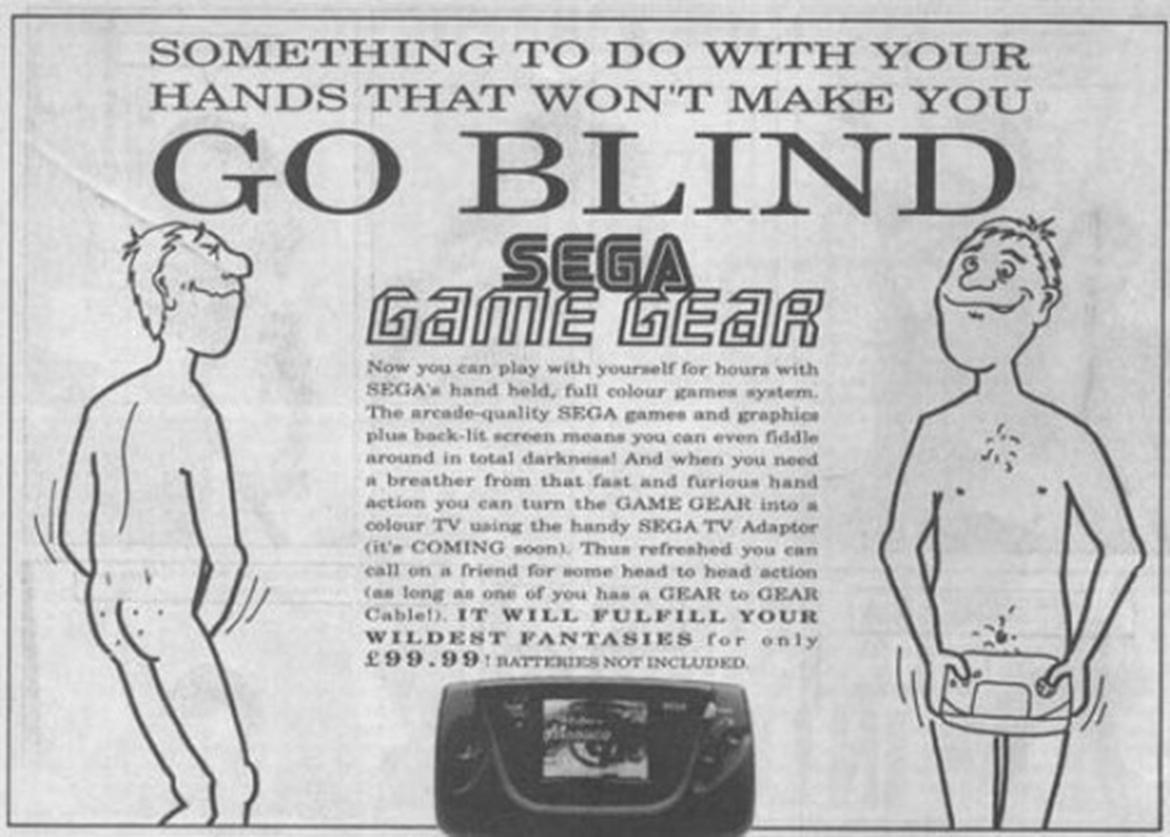 SOMETHING TO DO WITH YOUR
HANDS THAT WON'T MAKE YOU
GO BLIND
SEGA
GAME GEAR
Now you can play with yourself for hours with
SEGA's hand held, full colour games system.
The arcade-quality SEGA games and graphics
plus back-lit screen means you can even fiddle
around in total darkness! And when you need
a breather from that fast and furious hand
action you can turn the GAME GEAR into a
colour TV using the handy SEGA TV Adaptor
(it's COMING soon). Thus refreshed you can
call on a friend for some head to head action
(as long as one of you has a GEAR to GEAR
Cable!). IT WILL FULFILL YOUR
WILDEST FANTASIES for only
£99.99! BATTERIES NOT INCLUDED.
Monaco